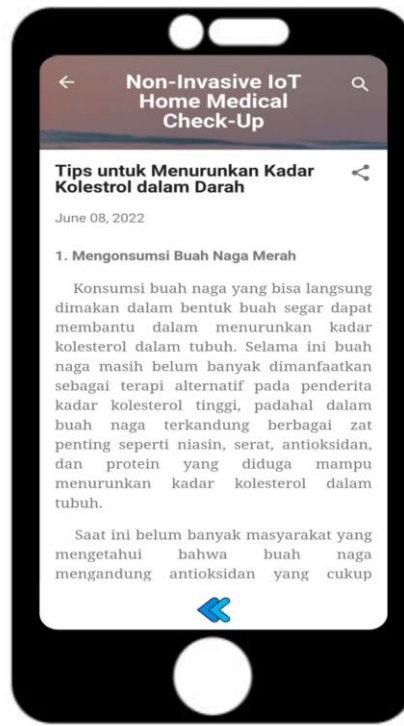 Non-Invasive IoT
Home Medical
Check-Up
Tips untuk Menurunkan Kadar
Kolestrol dalam Darah
June 08, 2022
1. Mengonsumsi Buah Naga Merah
Konsumsi buah naga yang bisa langsung
dimakan dalam bentuk buah segar dapat
membantu dalam menurunkan kadar
kolesterol dalam tubuh. Selama ini buah
naga masih belum banyak dimanfaatkan
sebagai terapi alternatif pada penderita
kadar kolesterol tinggi, padahal dalam
buah naga terkandung berbagai zat
penting seperti niasin, serat, antioksidan,
dan protein yang diduga mampu
menurunkan kadar kolesterol dalam
tubuh.
Saat ini belum banyak masyarakat yang
mengetahui bahwa buah naga
mengandung antioksidan yang cukup